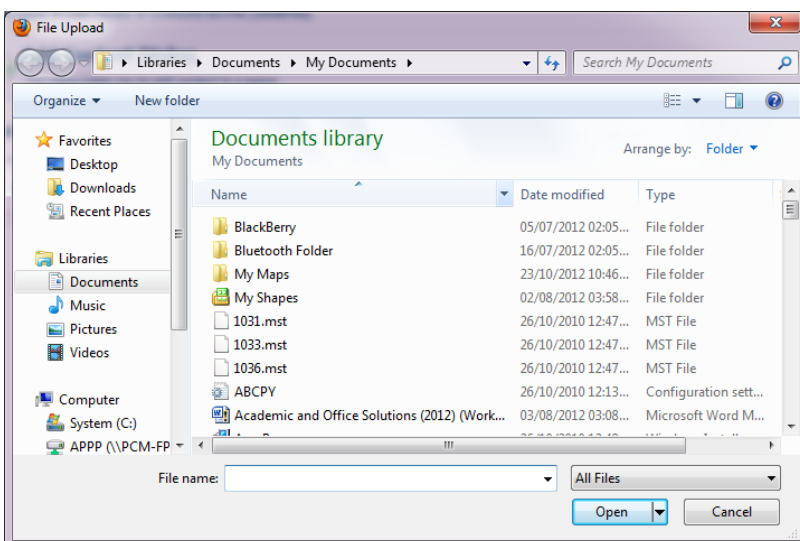 File Upload
Libraries Documents My Documents Search My Documents
Organize New folder
Favorites
Desktop
Downloads
Recent Places
Libraries
Documents
Music
Pictures
Videos
Computer
System (C:)
APPP (\\PCM-FP
Documents library
My Documents
Arrange by: Folder
Name Date modified Type
BlackBerry 05/07/2012 02:05... File folder
Bluetooth Folder 16/07/2012 02:05... File folder
My Maps 23/10/2012 10:46... File folder
My Shapes 02/08/2012 03:58... File folder
1031.mst 26/10/2010 12:47... MST File
1033.mst 26/10/2010 12:47... MST File
1036.mst 26/10/2010 12:47... MST File
ABCPY 26/10/2010 12:13... Configuration sett...
Academic and Office Solutions (2012) (Work... 03/08/2012 03:08... Microsoft Word M...
File name: All Files
Open Cancel